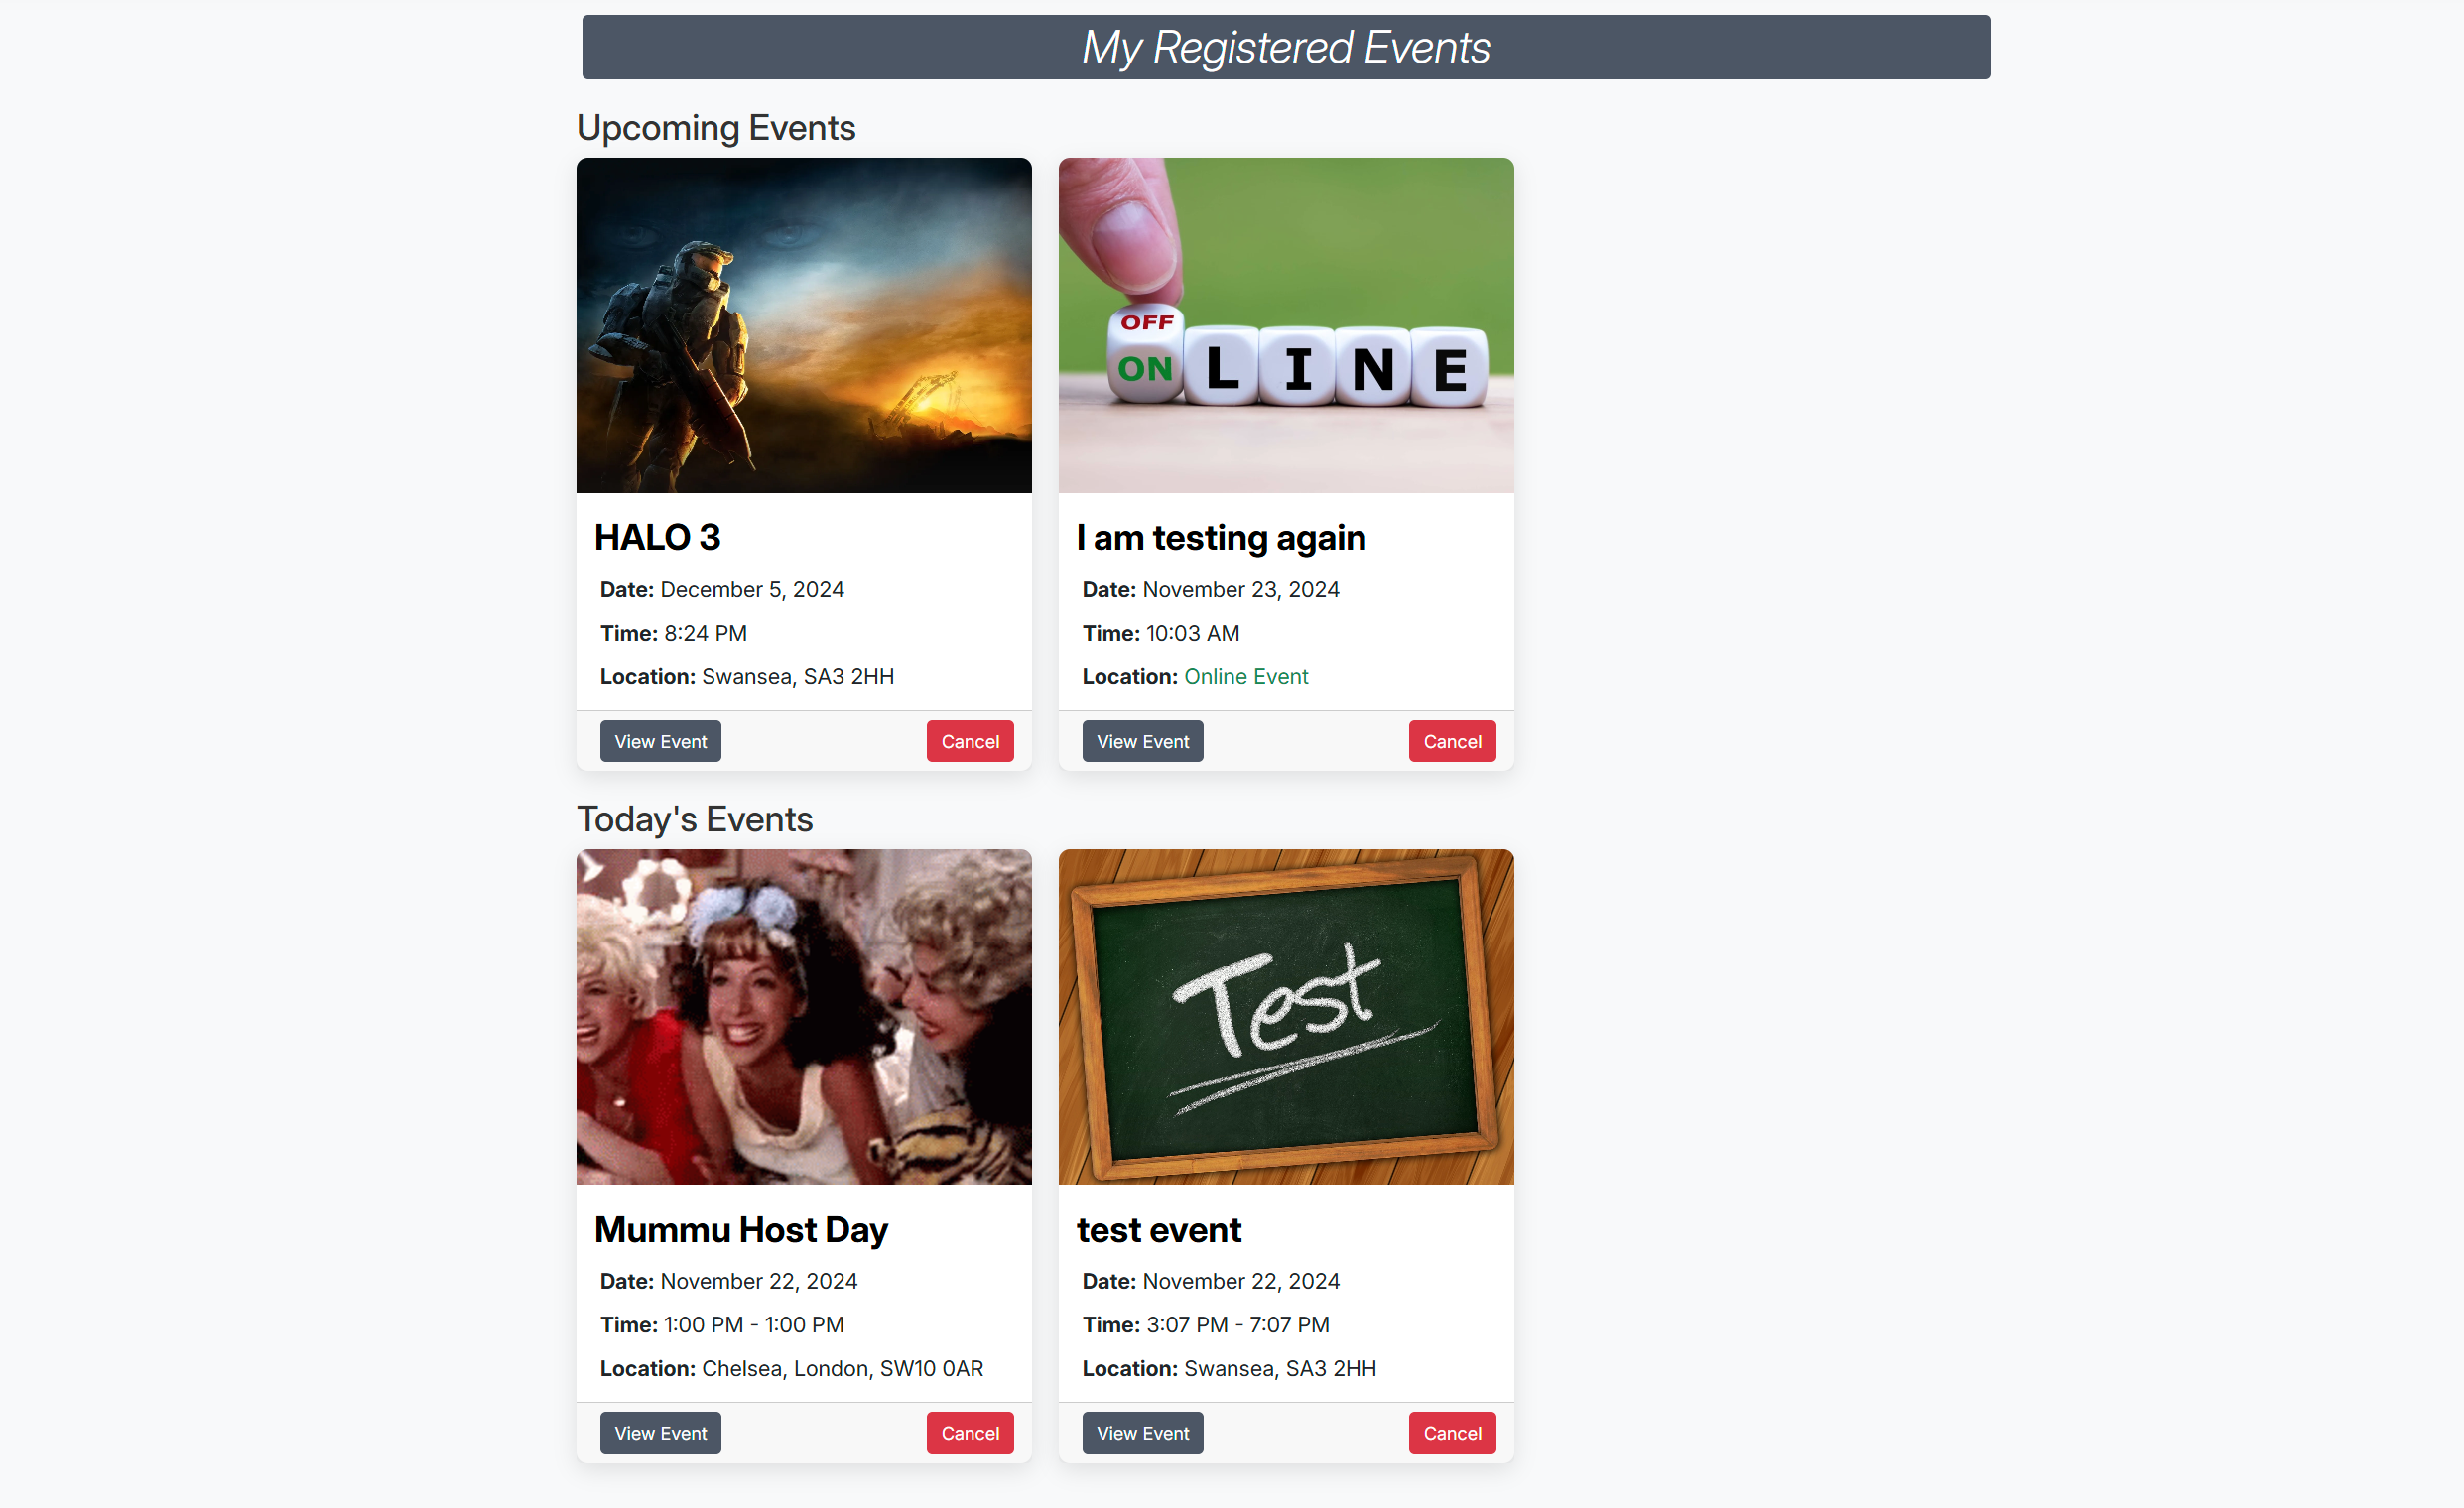 My Registered Events
Upcoming Events
OFF
ON L I N E
HALO 3
Date: December 5, 2024
Time: 8:24 PM
Location: Swansea, SA3 2HH
View Event
Cancel
I am testing again
Date: November 23, 2024
Time: 10:03 AM
Location: Online Event
View Event
Cancel
Today's Events
Test
Mummu Host Day
Date: November 22, 2024
Time: 1:00 PM - 1:00 PM
Location: Chelsea, London, SW10 0AR
View Event
Cancel
test event
Date: November 22, 2024
Time: 3:07 PM - 7:07 PM
Location: Swansea, SA3 2HH
View Event
Cancel